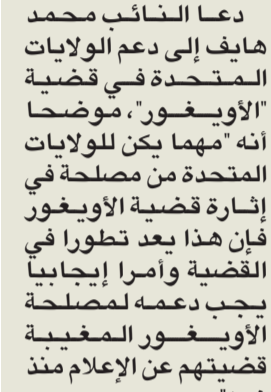 دعا النائب محمد
هايف إلى دعم الولايات
المتحدة في قضية
"الأويغور"، موضحا
أنه "مهما يكن للولايات
المتحدة من مصلحة في
إثارة قضية الأويغور
فإن هذا يعد تطورا في
القضية وأمرا إيجابيا
يجب دعمه لمصلحة
الأويغور المغيبة
قضيتهم عن الإعلام منذ